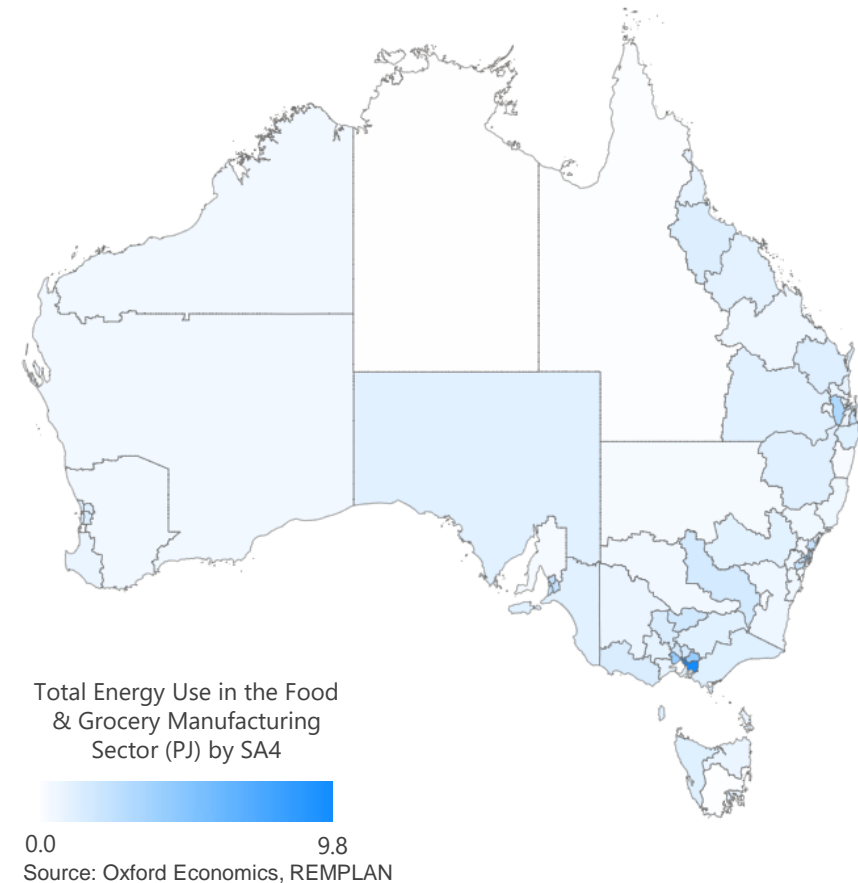 Total Energy Use in the Food
& Grocery Manufacturing
Sector (PJ) by SA4
0.0 9.8
Source: Oxford Economics, REMPLAN